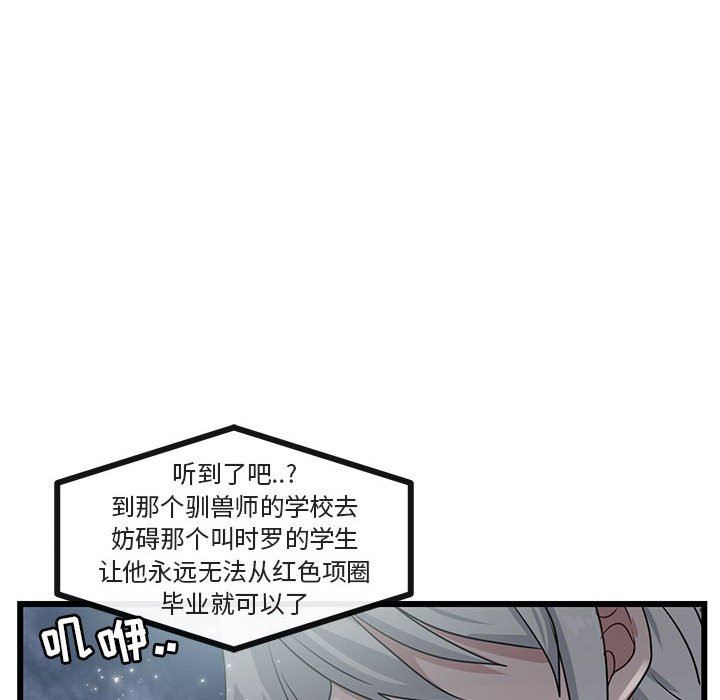 听到了吧..?
到那个驯兽师的学校去
妨碍那个叫时罗的学生
让他永远无法从红色项圈
毕业就可以了
叽咿..